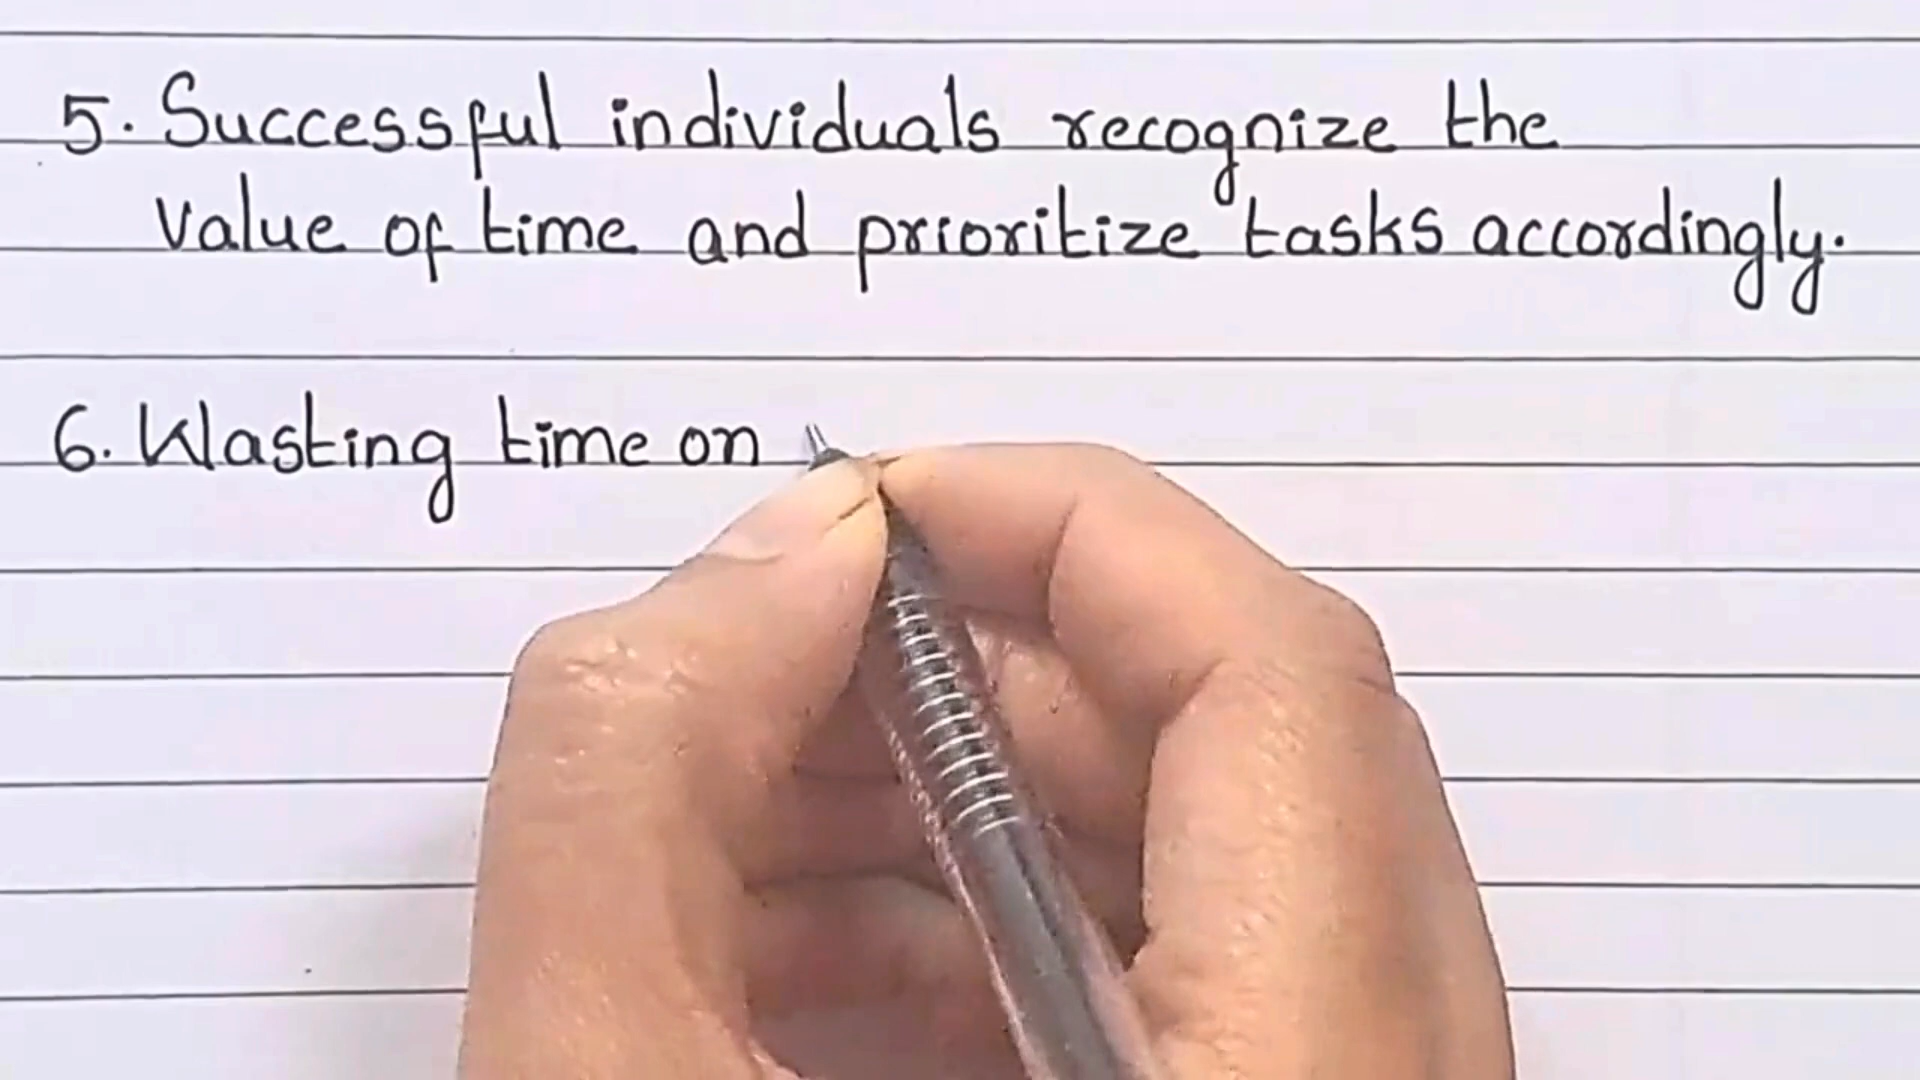 5. Successful individuals recognize the
value of time and prioritize tasks accordingly.
6. Wasting time on